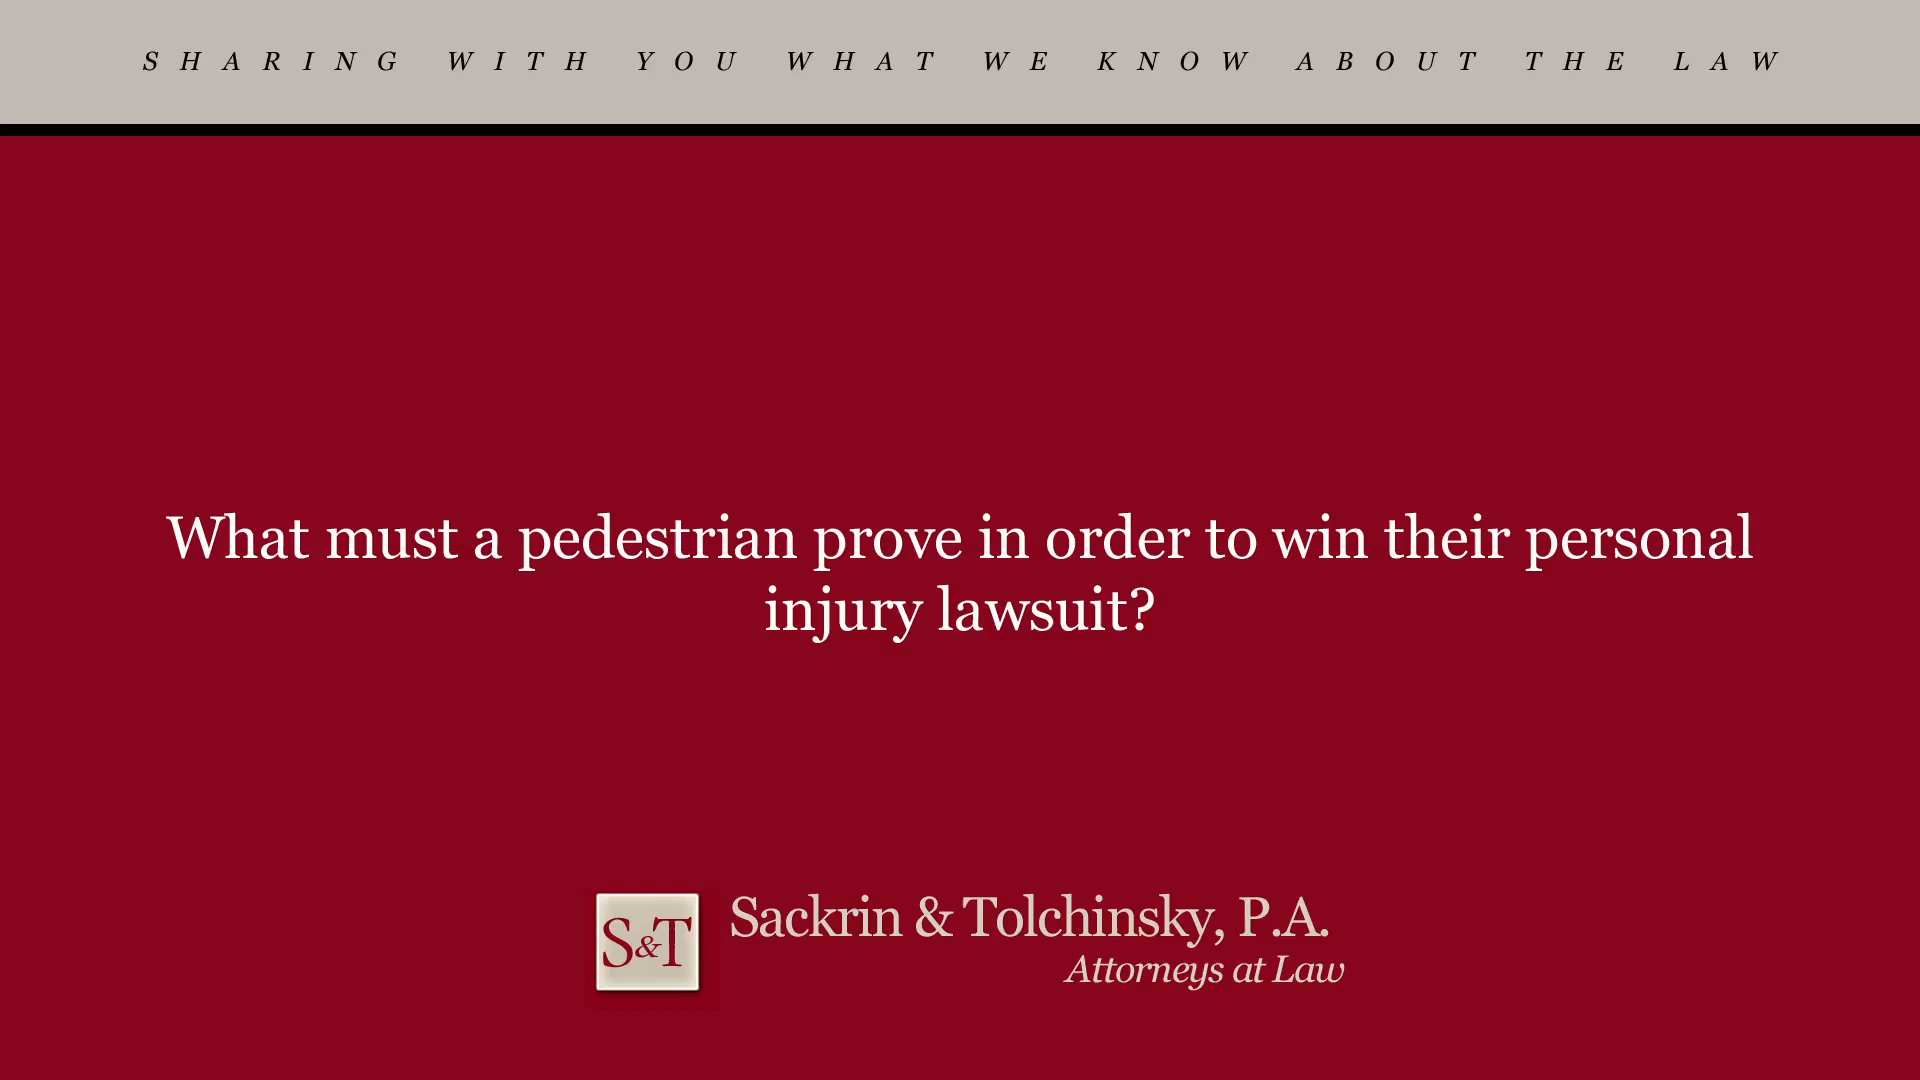 SHARING WITH YOU WHAT WE KNOW ABOUT THE LAW
What must a pedestrian prove in order to win their personal
injury lawsuit?
S&T
Sackrin & Tolchinsky, P.A.
Attorneys at Law